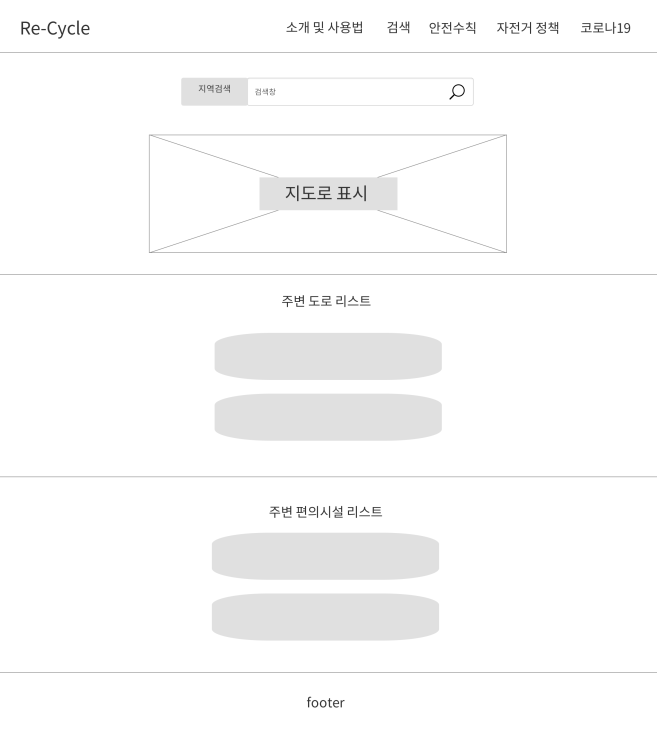 Re-Cycle 소개 및 사용법 검색 안전수칙 자전거 정책 코로나19
지역검색 검색창
지도로 표시
주변 도로 리스트
주변 편의시설 리스트
footer